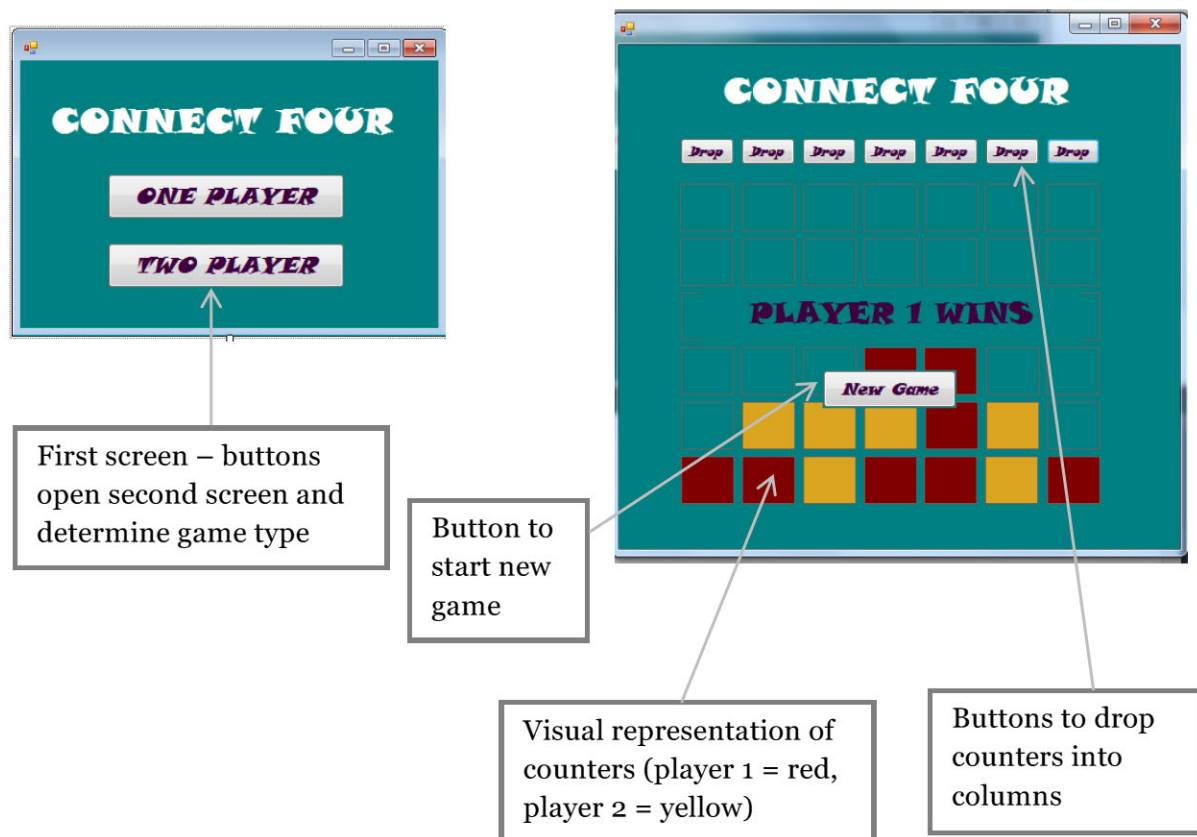 CONNECT FOUR
ONE PLAYER
TWO PLAYER
First screen – buttons
open second screen and
determine game type
CONNECT FOUR
Drop Drop Drop Drop Drop Drop Drop
PLAYER 1 WINS
New Game
Button to
start new
game
Visual representation of
counters (player 1 = red,
player 2 = yellow)
Buttons to drop
counters into
columns